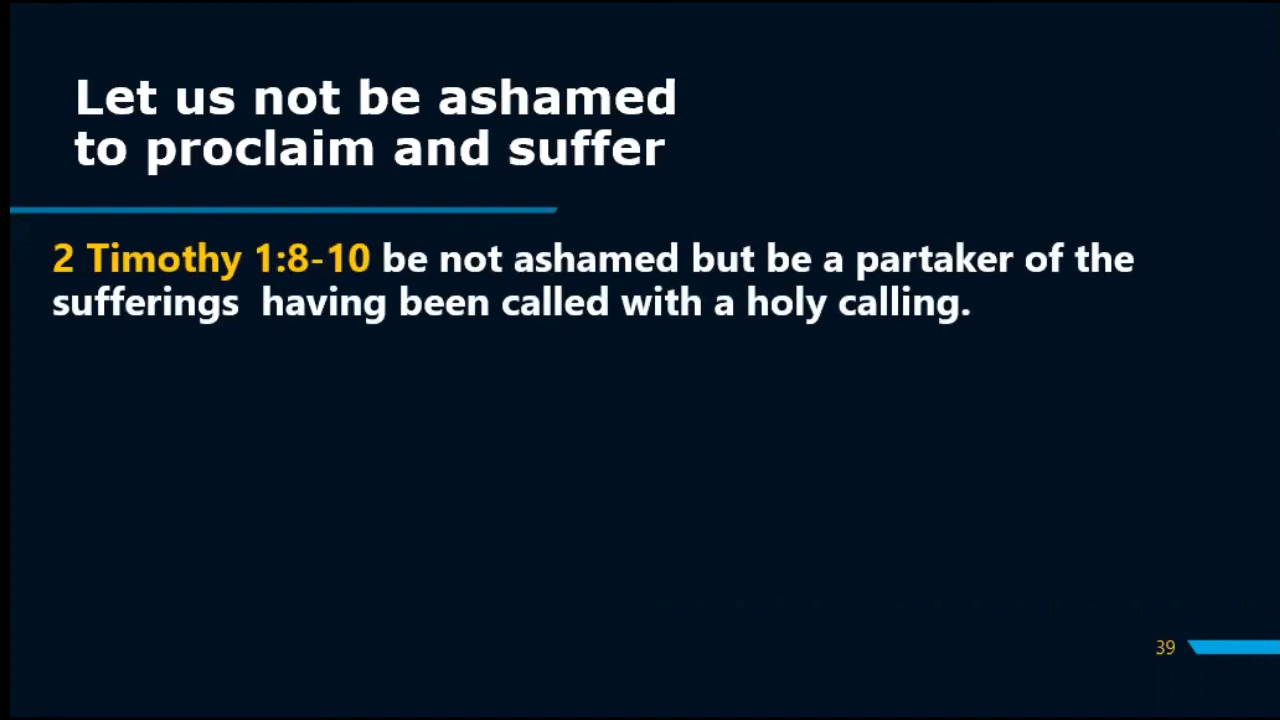 Let us not be ashamed
to proclaim and suffer
2 Timothy 1:8-10 be not ashamed but be a partaker of the
sufferings  having been called with a holy calling.
39